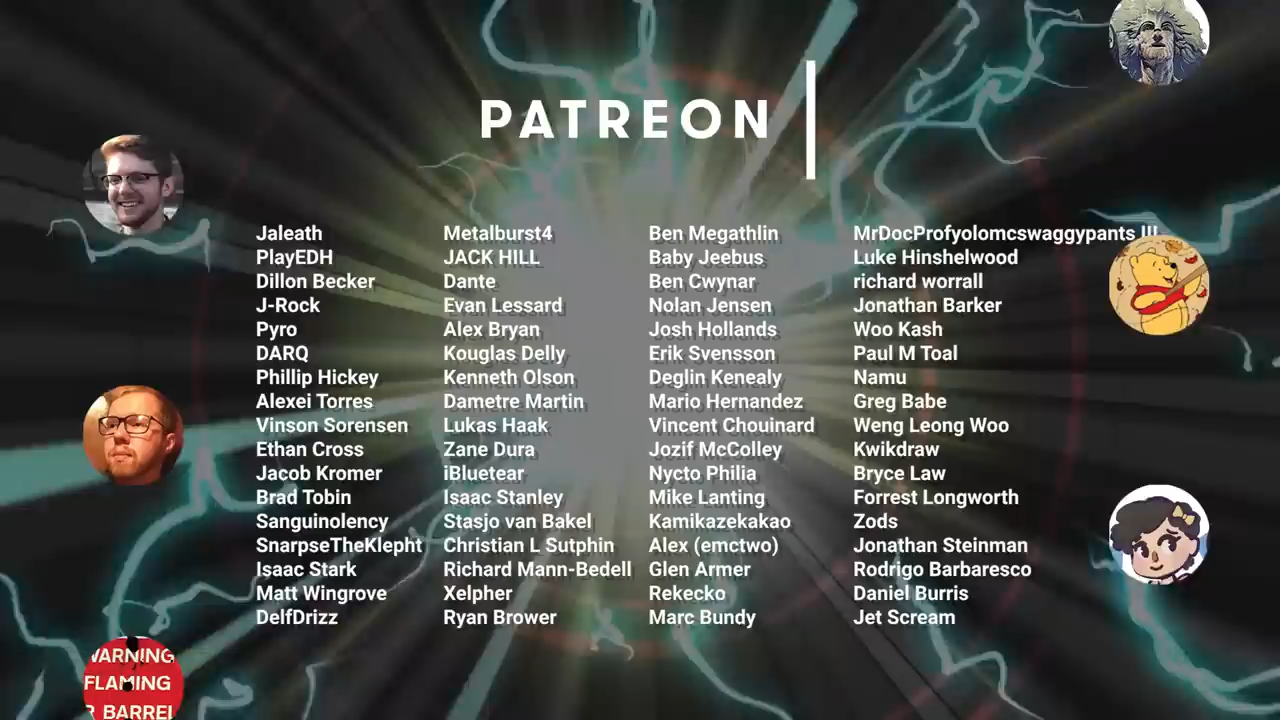 PATREON
Jaleath
PlayEDH
Dillon Becker
J-Rock
Pyro
DARQ
Phillip Hickey
Alexei Torres
Vinson Sorensen
Ethan Cross
Jacob Kromer
Brad Tobin
Sanguinolency
SnarpseTheKlepht
Isaac Stark
Matt Wingrove
DelfDrizz
Metalburst4
JACK HILL
Dante
Evan Lessard
Alex Bryan
Kouglas Delly
Kenneth Olson
Dametre Martin
Lukas Haak
Zane Dura
iBluetear
Isaac Stanley
Stasjo van Bakel
Christian L Sutphin
Richard Mann-Bedell
Xelpher
Ryan Brower
Ben Megathlin
Baby Jeebus
Ben Cwynar
Nolan Jensen
Josh Hollands
Erik Svensson
Deglin Kenealy
Mario Hernandez
Vincent Chouinard
Jozif McColley
Nycto Philia
Mike Lanting
Kamikazekakao
Alex (emctwo)
Glen Armer
Rekecko
Marc Bundy
MrDocProfyolomcswaggypants III
Luke Hinshelwood
richard worrall
Jonathan Barker
Woo Kash
Paul M Toal
Namu
Greg Babe
Weng Leong Woo
Kwikdraw
Bryce Law
Forrest Longworth
Zods
Jonathan Steinman
Rodrigo Barbaresco
Daniel Burris
Jet Scream
WARNING
FLAMING
R BARREL